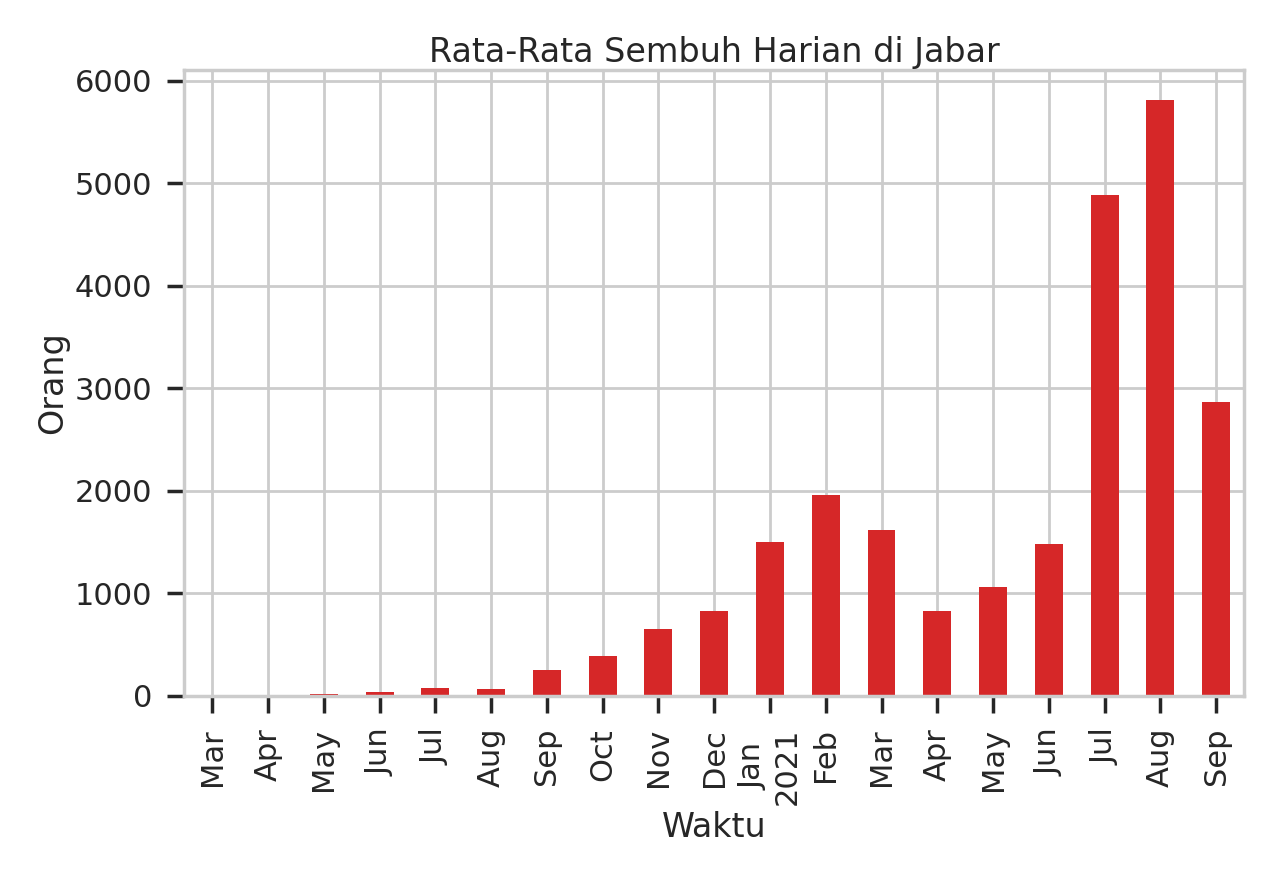 Rata-Rata Sembuh Harian di Jabar
6000
5000
4000
3000
2000
1000
0
Orang
Mar
Apr
May
Jun
Jul
Aug
Sep
Oct
Nov
Dec
Jan
2021
Feb
Mar
Apr
May
Jun
Jul
Aug
Sep
Waktu